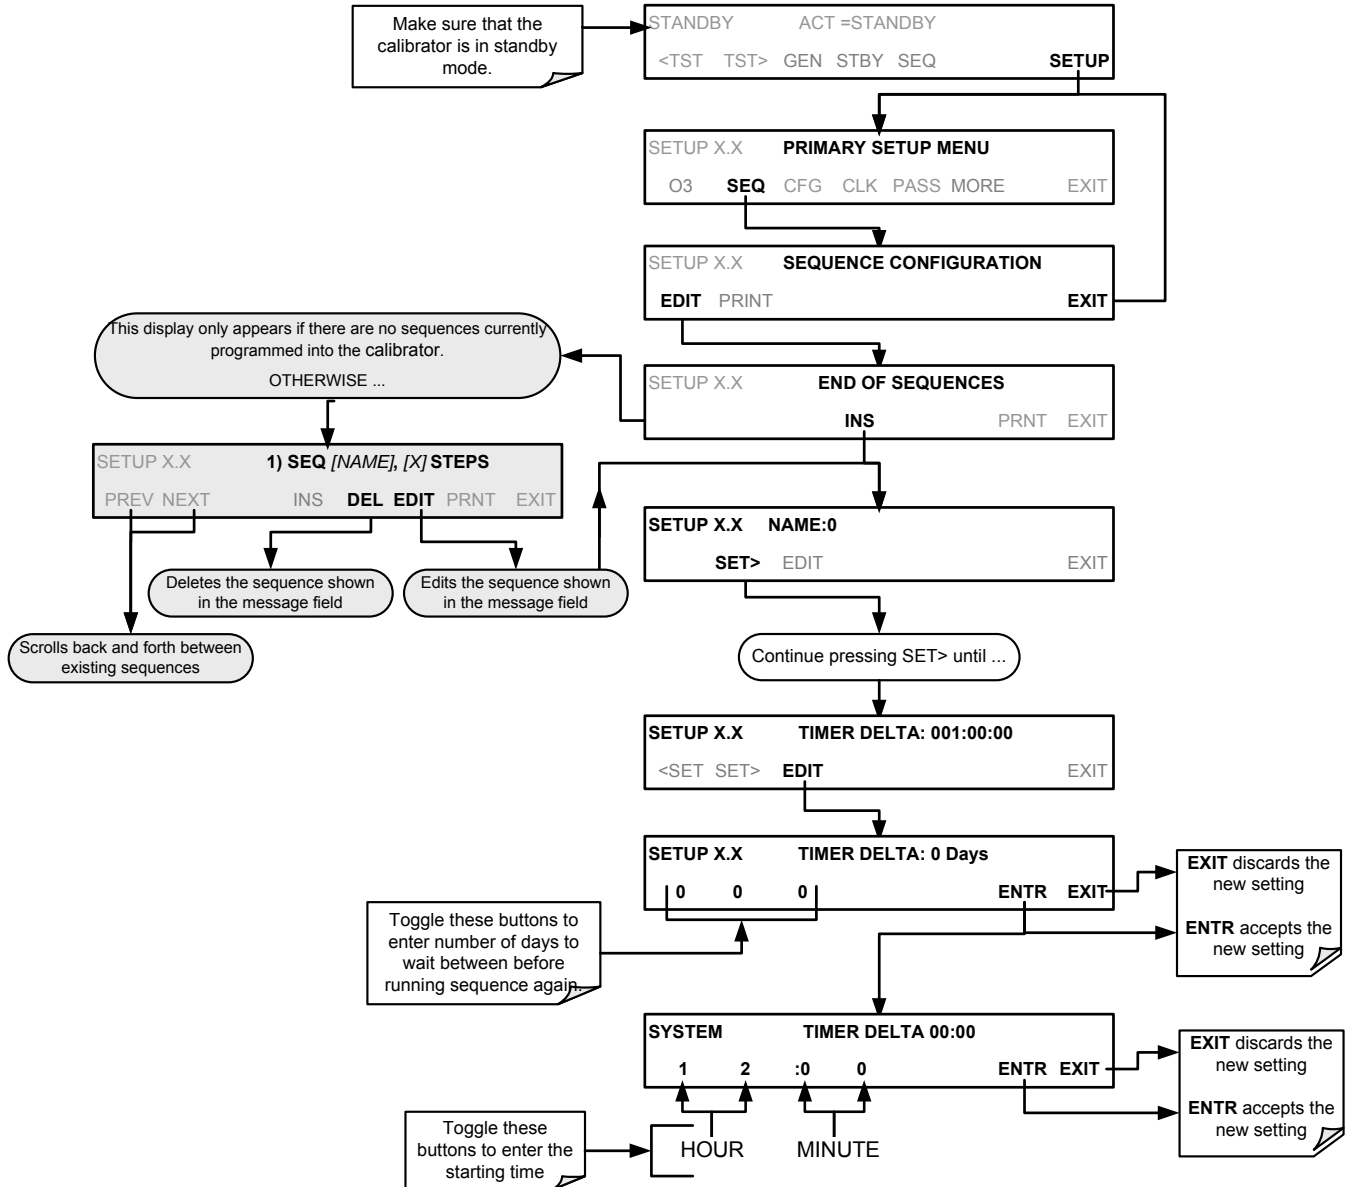 Make sure that the
calibrator is in standby
mode.
STANDBY ACT =STANDBY
<TST TST> GEN STBY SEQ SETUP
SETUP X.X PRIMARY SETUP MENU
O3 SEQ CFG CLK PASS MORE EXIT
SETUP X.X SEQUENCE CONFIGURATION
EDIT PRINT EXIT
This display only appears if there are no sequences currently
programmed into the calibrator.
OTHERWISE ...
SETUP X.X END OF SEQUENCES
INS PRNT EXIT
SETUP X.X 1) SEQ [NAME], [X] STEPS
PREV NEXT INS DEL EDIT PRNT EXIT
SETUP X.X NAME:0
SET> EDIT EXIT
Deletes the sequence shown
in the message field
Edits the sequence shown
in the message field
Scrolls back and forth between
existing sequences
Continue pressing SET> until ...
SETUP X.X TIMER DELTA: 001:00:00
<SET SET> EDIT EXIT
SETUP X.X TIMER DELTA: 0 Days
0 0 0 ENTR EXIT
EXIT discards the
new setting
ENTR accepts the
new setting
Toggle these buttons to
enter number of days to
wait between before
running sequence again.
SYSTEM TIMER DELTA 00:00
1 2 :0 0 ENTR EXIT
EXIT discards the
new setting
ENTR accepts the
new setting
Toggle these
buttons to enter the
starting time
HOUR MINUTE